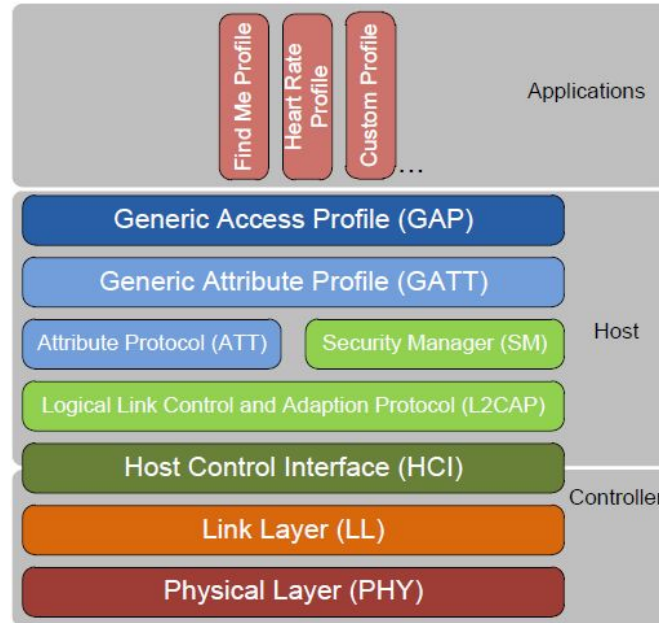 Find Me Profile
Heart Rate
Profile
Custom Profile
...
Applications
Generic Access Profile (GAP)
Generic Attribute Profile (GATT)
Attribute Protocol (ATT)
Security Manager (SM)
Host
Logical Link Control and Adaption Protocol (L2CAP)
Host Control Interface (HCI)
Controller
Link Layer (LL)
Physical Layer (PHY)